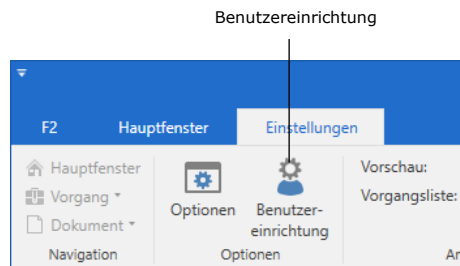 Benutzereinrichtung
F2 Hauptfenster Einstellungen
Hauptfenster
Vorgang
Dokument
Navigation
Optionen
Benutzer-
einrichtung
Optionen
Vorschau:
Vorgangsliste: